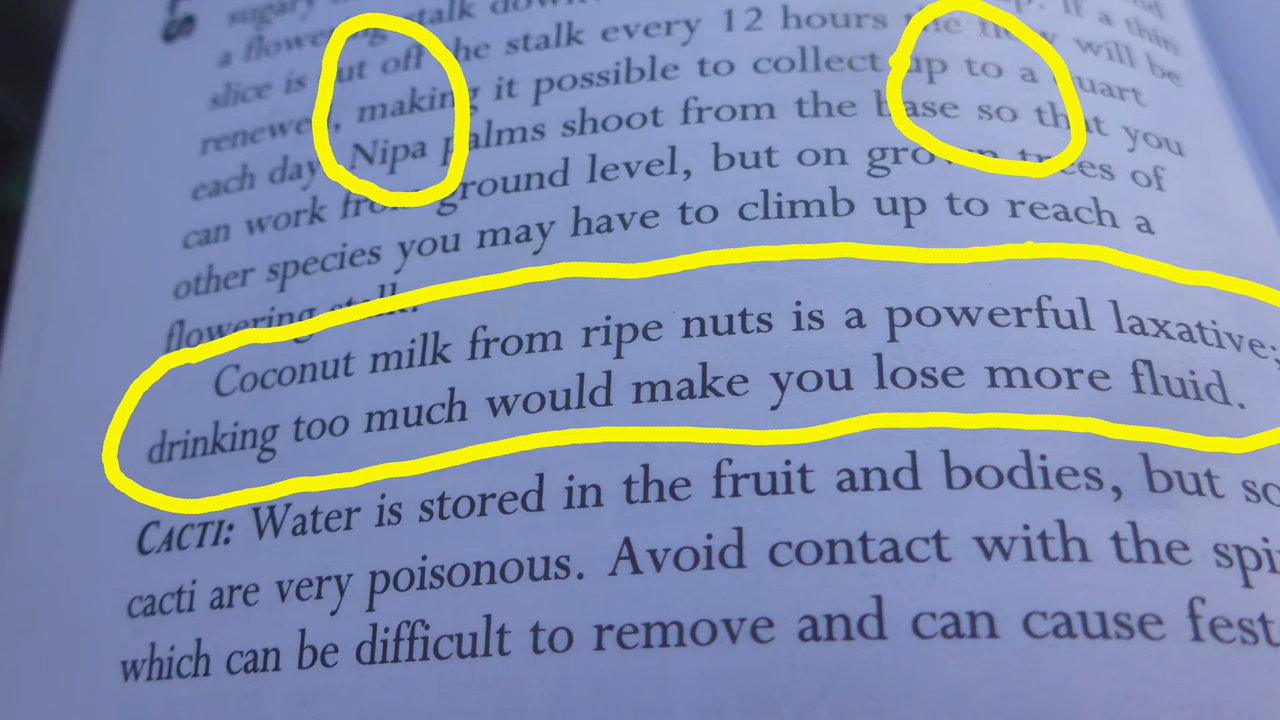 sugary
a flowering stalk down
slice is cut off the stalk every 12 hours the flow will be
renewed, making it possible to collect up to a quart
each day. Nipa palms shoot from the base so that you
can work from ground level, but on grown trees of
other species you may have to climb up to reach a
flowering stalk.
Coconut milk from ripe nuts is a powerful laxative;
drinking too much would make you lose more fluid.
CACTI: Water is stored in the fruit and bodies, but so
cacti are very poisonous. Avoid contact with the spi
which can be difficult to remove and can cause fest